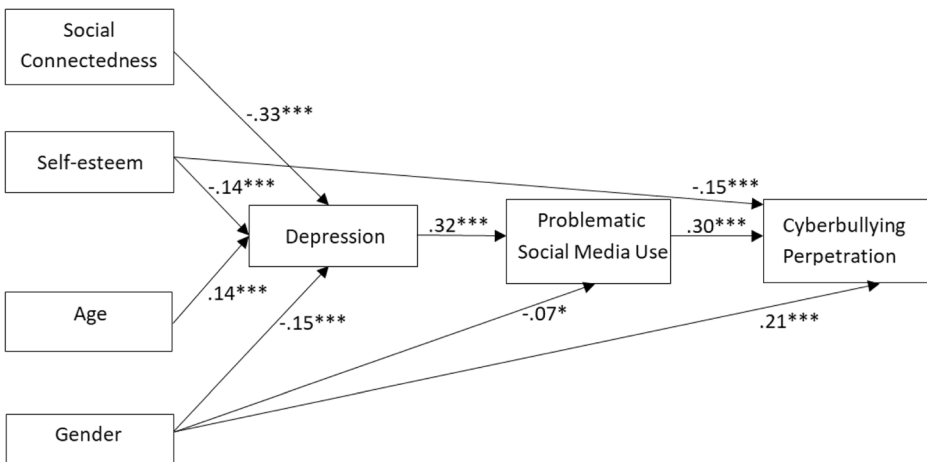 Social
Connectedness
-.33***
Self-esteem
-.14***
-.15***
Depression
.32***
Problematic
Social Media Use
.30***
Cyberbullying
Perpetration
Age
.14***
-.15***
-.07*
.21***
Gender